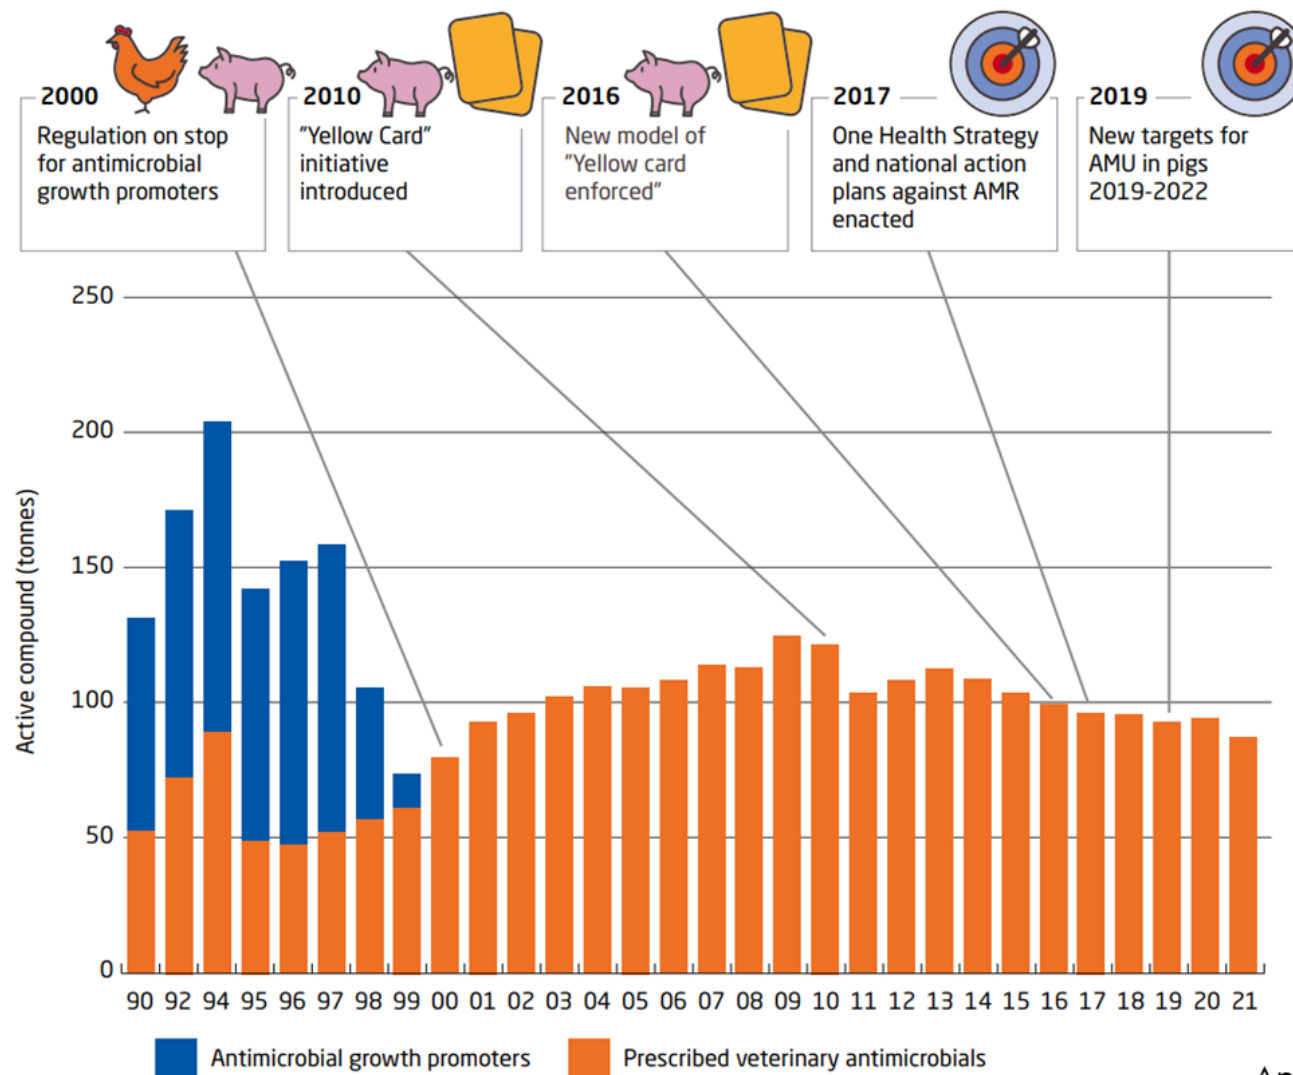 2000
Regulation on stop
for antimicrobial
growth promoters
2010
"Yellow Card"
initiative
introduced
2016
New model of
"Yellow card
enforced"
2017
One Health Strategy
and national action
plans against AMR
enacted
2019
New targets for
AMU in pigs
2019-2022
Active compound (tonnes)
250
200
150
100
50
0
90 92 94 95 96 97 98 99 00 01 02 03 04 05 06 07 08 09 10 11 12 13 14 15 16 17 18 19 20 21
Antimicrobial growth promoters
Prescribed veterinary antimicrobials